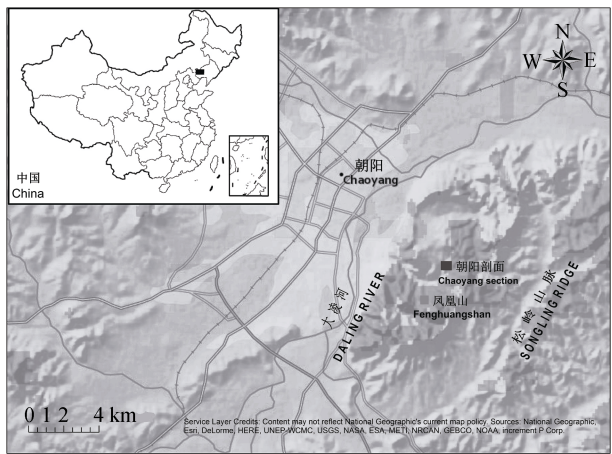 中国
China
N
W E
S
朝阳
Chaoyang
朝阳剖面
Chaoyang section
凤凰山
Fenghuangshan
大凌河
DALING RIVER
松岭山脉
SONGLING RIDGE
0 1 2 4 km
Service Layer Credits: Content may not reflect National Geographic's current map policy. Sources: National Geographic,
Esri, DeLorme, HERE, UNEP-WCMC, USGS, NASA, ESA, METI, NRCAN, GEBCO, NOAA, increment P Corp.